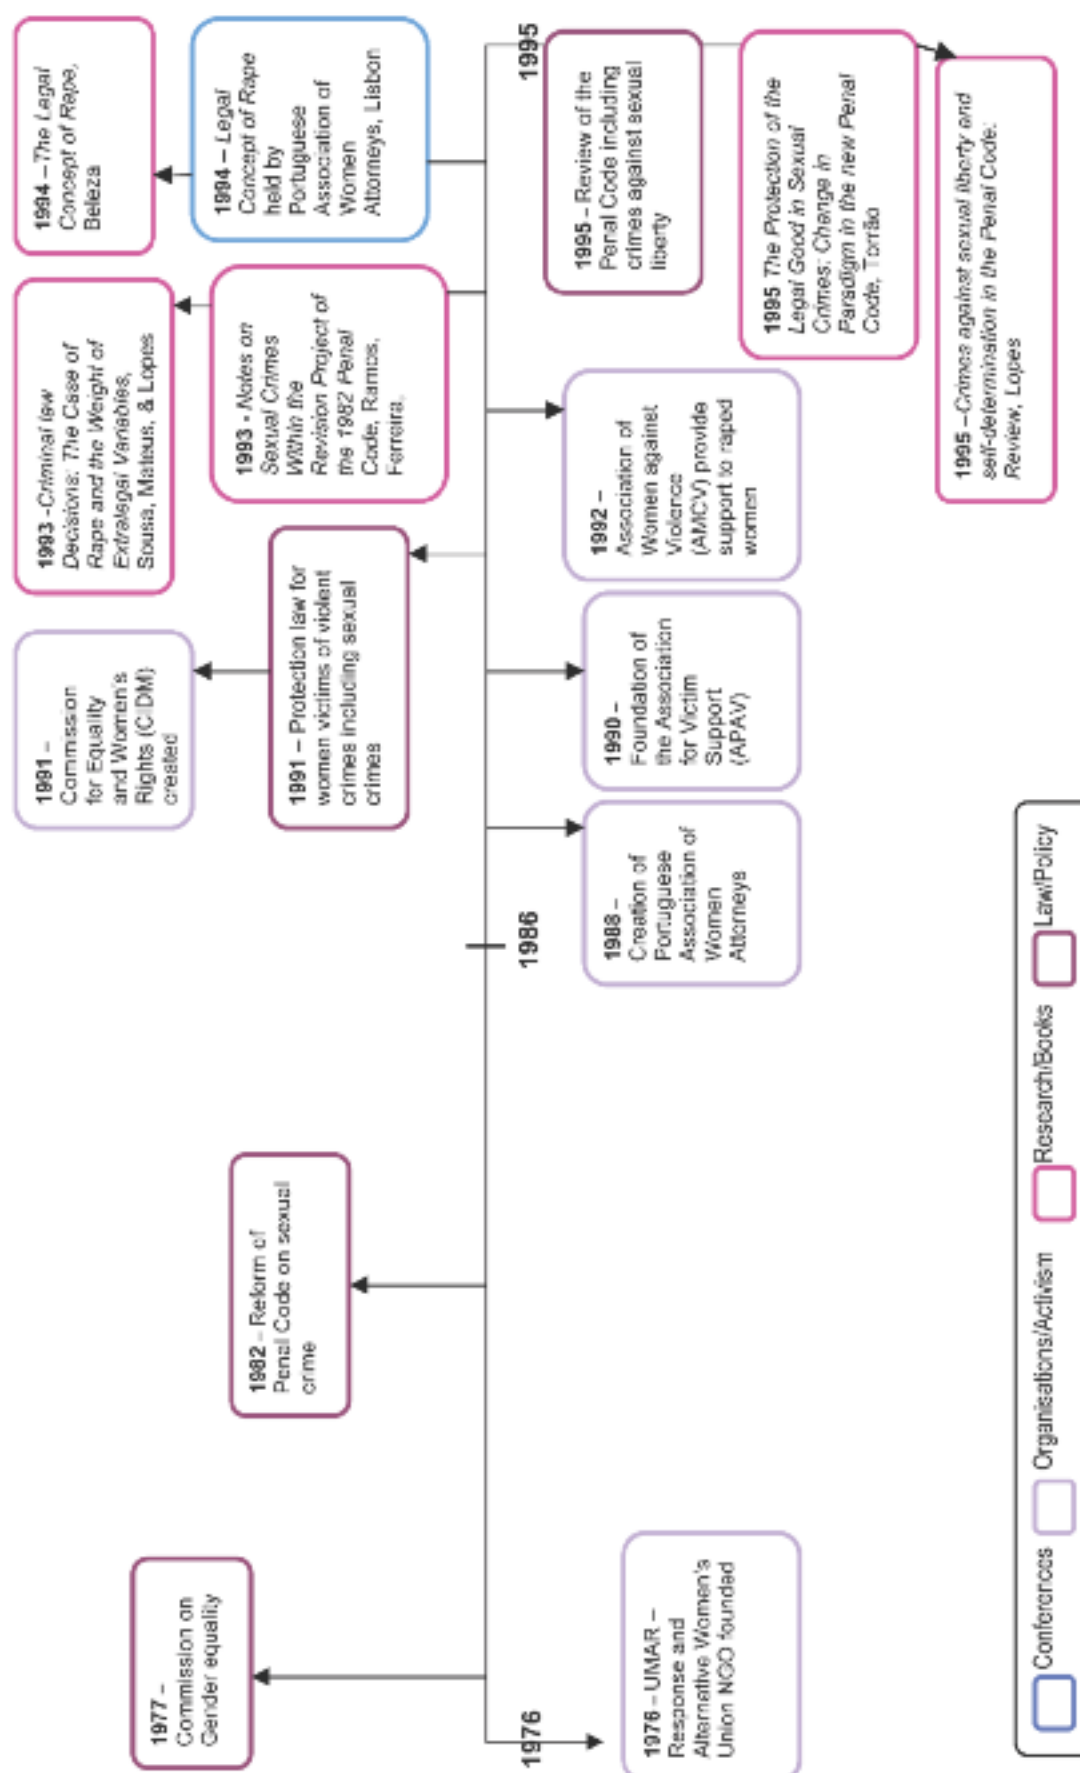 1977 –
Commission on
Gender equality
1982 – Reform of
Penal Code on sexual
crime
1991 –
Commission
for Equality
and Women's
Rights (CIDM)
created
1991 – Protection law for
women victims of violent
crimes including sexual
crimes
1993 -Criminal law
Decisions: The Case of
Rape and the Weight of
Extralegal Variables,
Sousa, Mateus, & Lopes
1993 - Notes on
Sexual Crimes
Within the
Revision Project of
the 1982 Penal
Code, Ramos,
Ferreira,
1994 –The Legal
Concept of Rape,
Beleza
1994 – Legal
Concept of Rape
held by
Portuguese
Association of
Women
Attorneys, Lisbon
1976
1986
1995
1976 – UMAR –
Response and
Alternative Women's
Union NGO founded
1988 –
Creation of
Portuguese
Association of
Women
Attorneys
1990 –
Foundation of
the Association
for Victim
Support
(APAV)
1992 –
Association of
Women against
Violence
(AMCV) provide
support to raped
women
1995 – Review of the
Penal Code including
crimes against sexual
liberty
1995 The Protection of the
Legal Good in Sexual
Crimes: Change in
Paradigm in the new Penal
Code, Torrão
1995 –Crimes against sexual liberty and
self-determination in the Penal Code:
Review, Lopes
Conferences
Organisations/Activism
Research/Books
Law/Policy